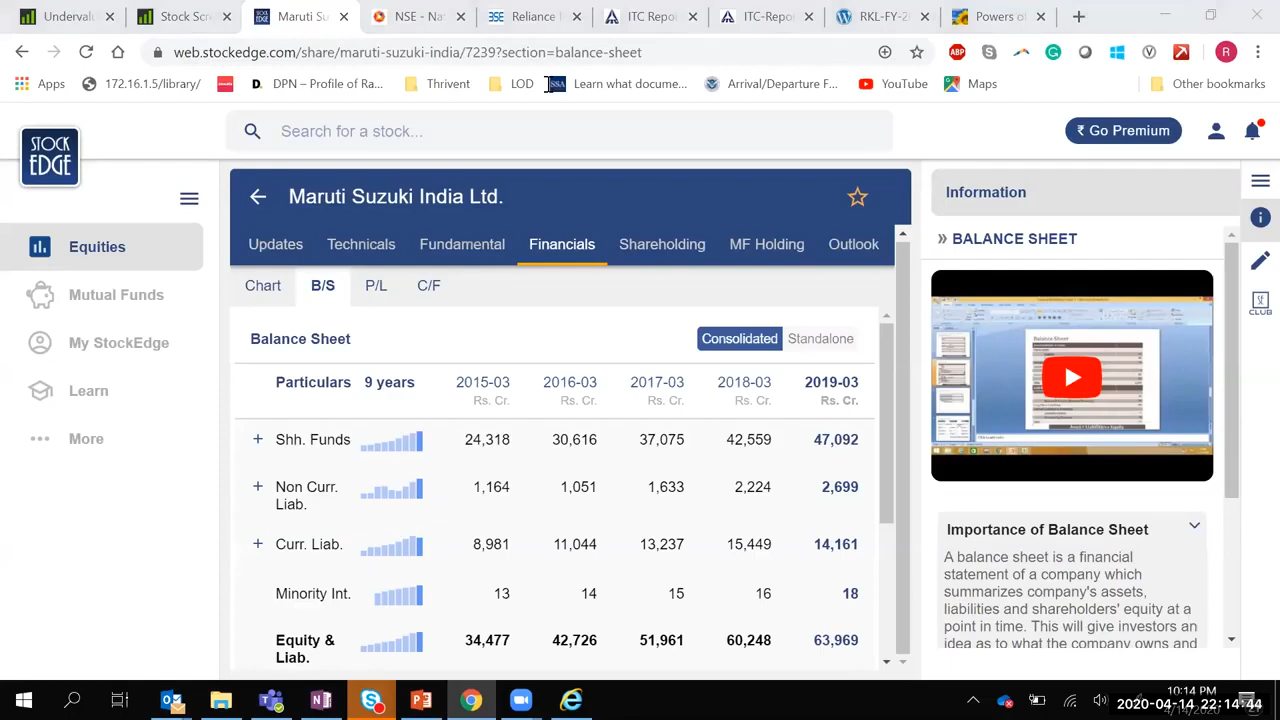 Undervalu
Stock Scr
Maruti Su
NSE - Na
Reliance I
ITC Repo
ITC-Repor
RKL-FY-2
Powers of
web.stockedge.com/share/maruti-suzuki-india/7239?section=balance-sheet
ABP
R
Apps
172.16.1.5/library/
DPN – Profile of Ra...
Thrivent
LOD
SSA
Learn what docume...
Arrival/Departure F...
YouTube
Maps
Other bookmarks
STOCK
EDGE
Search for a stock...
₹ Go Premium
Equities
Mutual Funds
My StockEdge
Learn
More
Maruti Suzuki India Ltd.
Updates Technicals Fundamental Financials Shareholding MF Holding Outlook
Chart B/S P/L C/F
Balance Sheet
Consolidated Standalone
Particulars 9 years 2015-03 2016-03 2017-03 2018-03 2019-03
Rs. Cr. Rs. Cr. Rs. Cr. Rs. Cr. Rs. Cr.
+ Shh. Funds 24,318 30,616 37,075 42,559 47,092
+ Non Curr. 1,164 1,051 1,633 2,224 2,699
Liab.
+ Curr. Liab. 8,981 11,044 13,237 15,449 14,161
Minority Int. 13 14 15 16 18
Equity & 34,477 42,726 51,961 60,248 63,969
Liab.
Information
» BALANCE SHEET
Balance Sheet
Importance of Balance Sheet
A balance sheet is a financial
statement of a company which
summarizes company's assets,
liabilities and shareholders' equity at a
point in time. This will give investors an
idea as to what the company owns and
SE
CLUB
10:14 PM
2020-04-14 22:14:44
4/14/2020